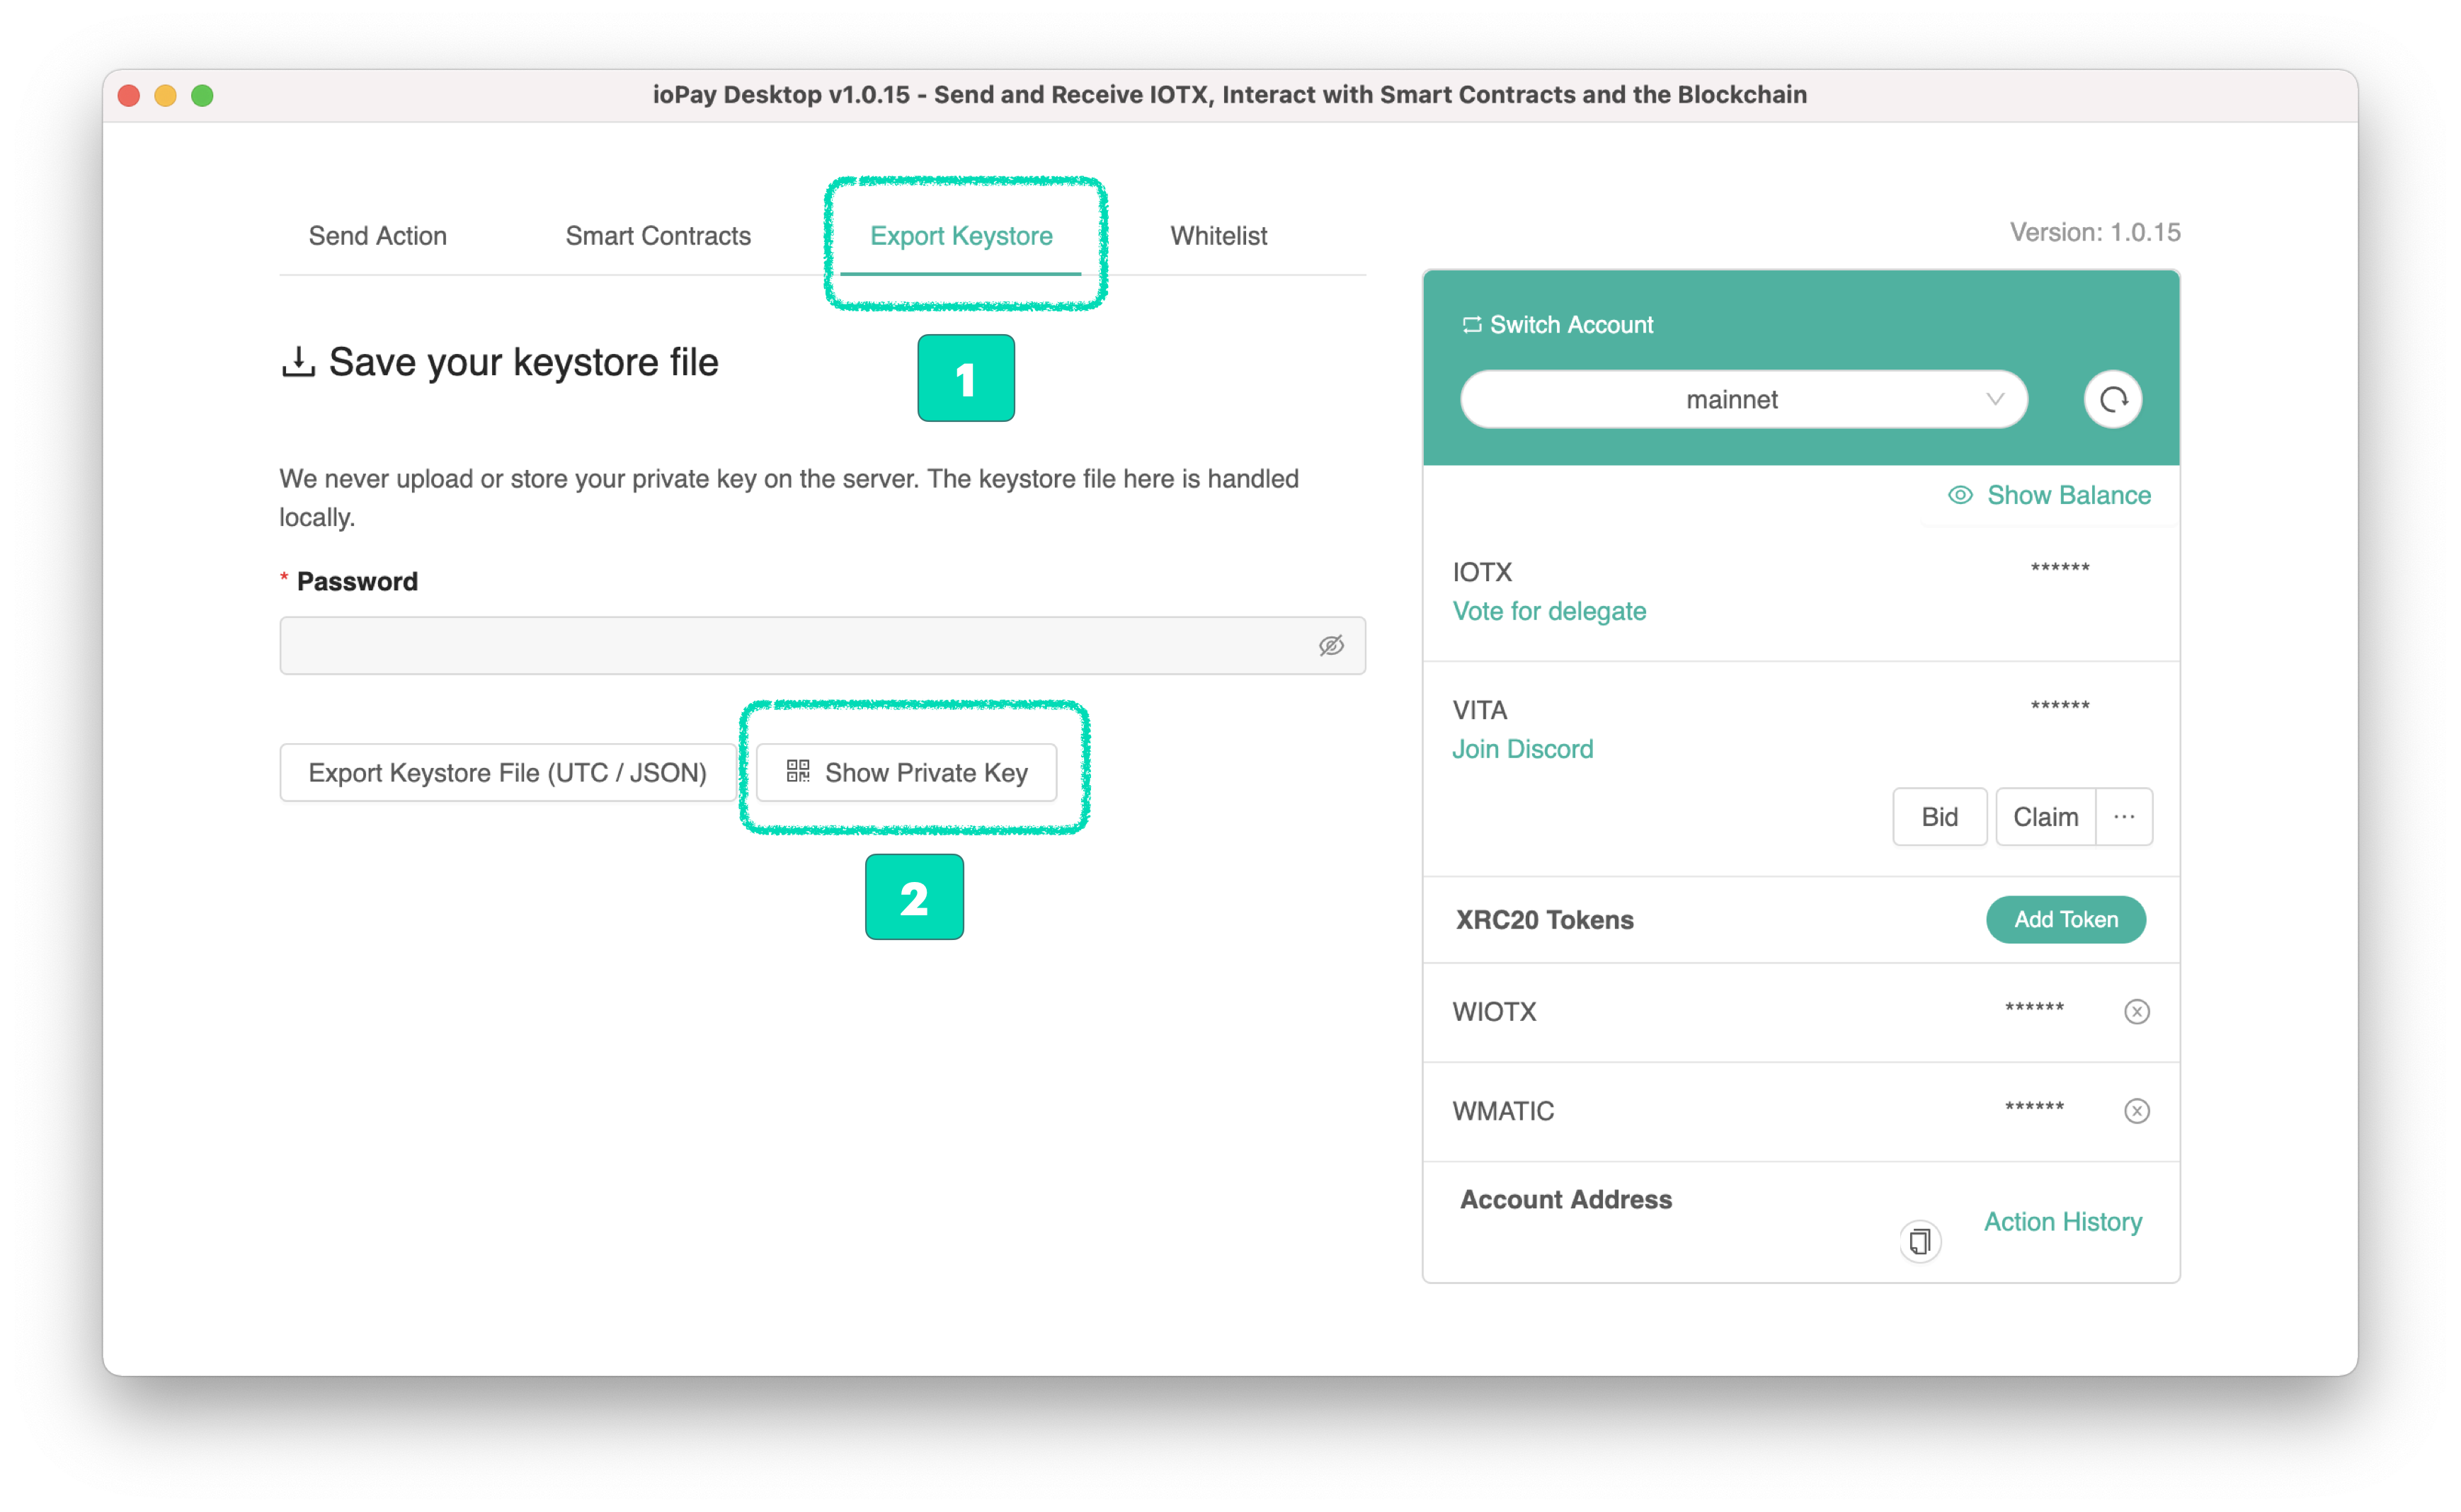 ioPay Desktop v1.0.15 - Send and Receive IOTX, Interact with Smart Contracts and the Blockchain
Send Action
Smart Contracts
Export Keystore
Whitelist
1
Save your keystore file
We never upload or store your private key on the server. The keystore file here is handled
locally.
* Password
Export Keystore File (UTC / JSON)
Show Private Key
2
Version: 1.0.15
Switch Account
mainnet
Show Balance
IOTX ******
Vote for delegate
VITA ******
Join Discord
Bid
Claim
...
XRC20 Tokens
Add Token
WIOTX ******
WMATIC ******
Account Address
Action History